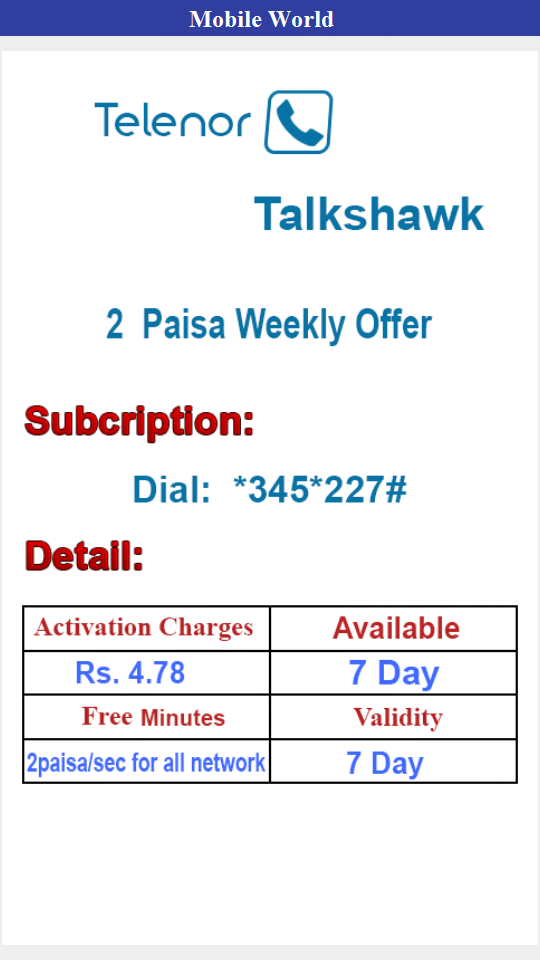 Mobile World
Telenor
Talkshawk
2 Paisa Weekly Offer
Subcription:
Dial: *345*227#
Detail:
Activation Charges Available
Rs. 4.78 7 Day
Free Minutes Validity
2paisa/sec for all network 7 Day